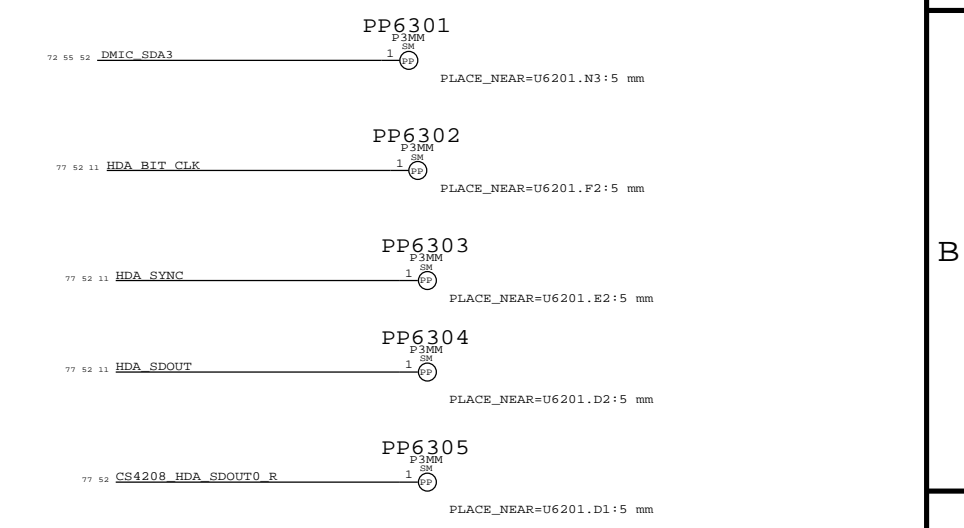 PP6301
P3MM
SM
72 55 52 DMIC_SDA3 1 PP
PLACE_NEAR=U6201.N3:5 mm
PP6302
P3MM
SM
77 52 11 HDA_BIT_CLK 1 PP
PLACE_NEAR=U6201.F2:5 mm
PP6303
P3MM
SM
77 52 11 HDA_SYNC 1 PP
B
PLACE_NEAR=U6201.E2:5 mm
PP6304
P3MM
SM
77 52 11 HDA_SDOUT 1 PP
PLACE_NEAR=U6201.D2:5 mm
PP6305
P3MM
SM
77 52 CS4208_HDA_SDOUT0_R 1 PP
PLACE_NEAR=U6201.D1:5 mm